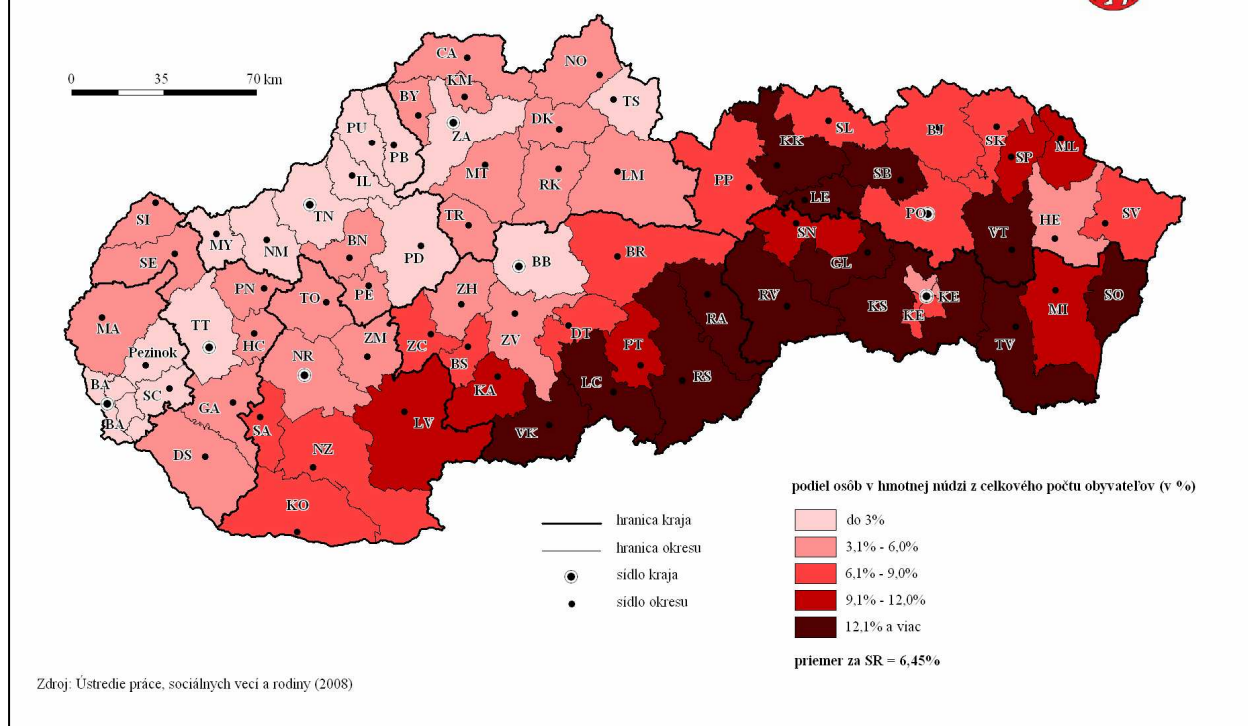 0 35 70 km
CA
NO
KM
BY
TS
PU
ZA
DK
PB
KK
SL
BJ
SK
SP
ML
IL
MT
RK
LM
PP
SB
LE
TN
SI
TR
PO
HE
SV
MY
NM
BN
SN
VT
SE
PD
BB
BR
GL
PN
TO
PE
ZH
RV
KS
KE
SO
MA
TT
RA
KE
MI
HC
ZM
ZC
ZV
DT
TV
Pezinok
NR
BS
PT
BA
SC
KA
LC
RS
GA
BA
SA
LV
VK
DS
NZ
KO
podiel osôb v hmotnej núdzi z celkového počtu obyvateľov (v %)
hranica kraja
hranica okresu
sídlo kraja
sídlo okresu
do 3%
3,1% - 6,0%
6,1% - 9,0%
9,1% - 12,0%
12,1% a viac
priemer za SR = 6,45%
Zdroj: Ústredie práce, sociálnych vecí a rodiny (2008)